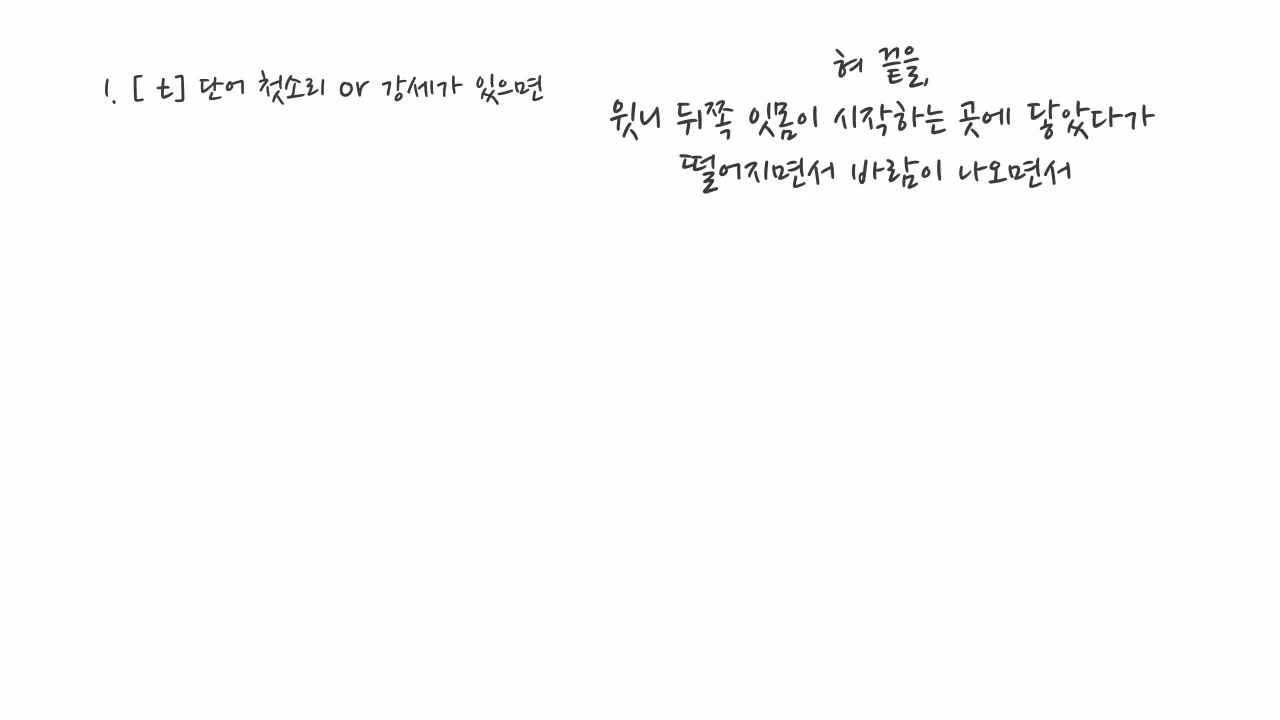 1. [ t ] 단어 첫소리 or 강세가 있으면
혀 끝을,
윗니 뒤쪽 잇몸이 시작하는 곳에 닿았다가
떨어지면서 바람이 나오면서